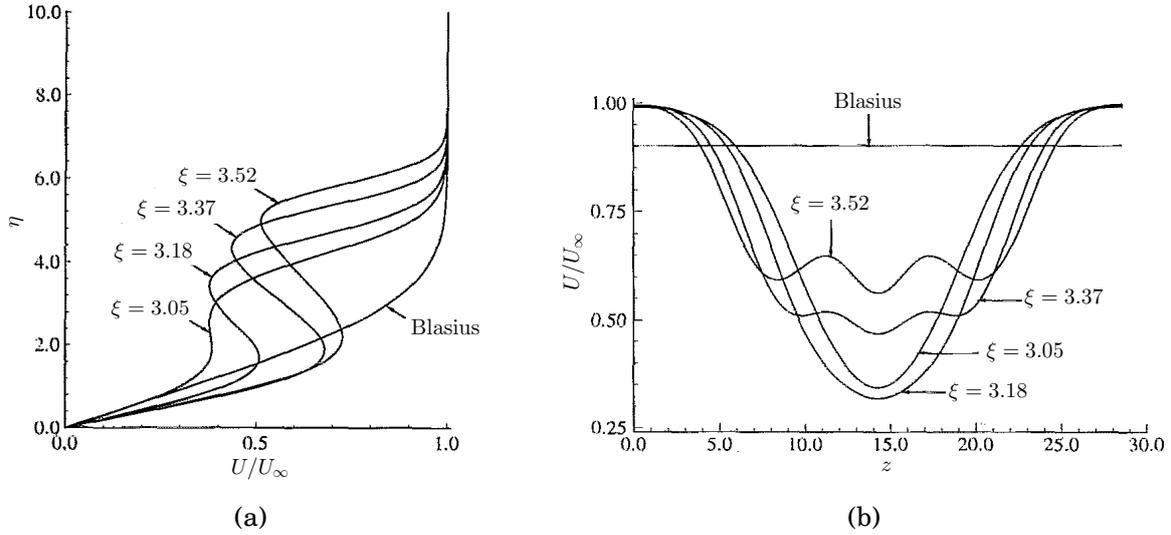 10.0
8.0
6.0
4.0
2.0
0.0
η
ξ = 3.52
ξ = 3.37
ξ = 3.18
ξ = 3.05
Blasius
0.0 0.5 1.0
U/U∞
(a)
1.00
0.75
0.50
0.25
U/U∞
Blasius
ξ = 3.52
ξ = 3.37
ξ = 3.05
ξ = 3.18
0.0 5.0 10.0 15.0 20.0 25.0 30.0
z
(b)